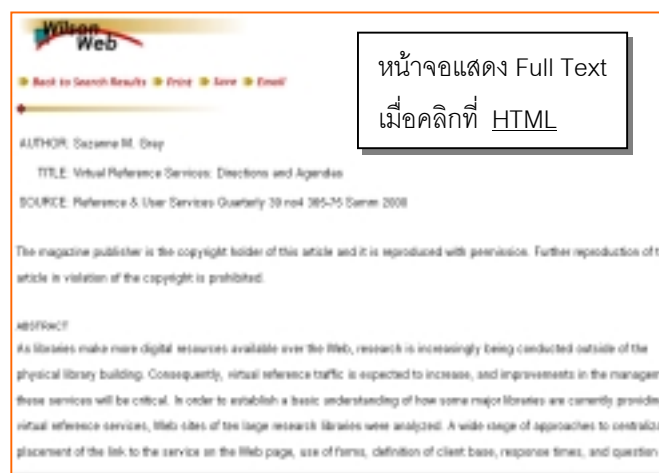 Wilson
Web
Back to Search Results Print Save Email
หน้าจอแสดง Full Text
เมื่อคลิกที่ HTML
AUTHOR: Suzanne M. Gray
TITLE: Virtual Reference Services: Directions and Agendas
SOURCE: Reference & User Services Quarterly 39 no4 365-75 Summ 2000
The magazine publisher is the copyright holder of this article and it is reproduced with permission. Further reproduction of
article in violation of the copyright is prohibited.
ABSTRACT
As libraries make more digital resources available over the Web, research is increasingly being conducted outside of the
physical library building. Consequently, virtual reference traffic is expected to increase, and improvements in the
these services will be critical. In order to establish a basic understanding of how some major libraries are currently
virtual reference services, Web sites of ten large research libraries were analyzed. A wide range of approaches to
placement of the link to the service on the Web page, use of forms, definition of client base, response times, and question